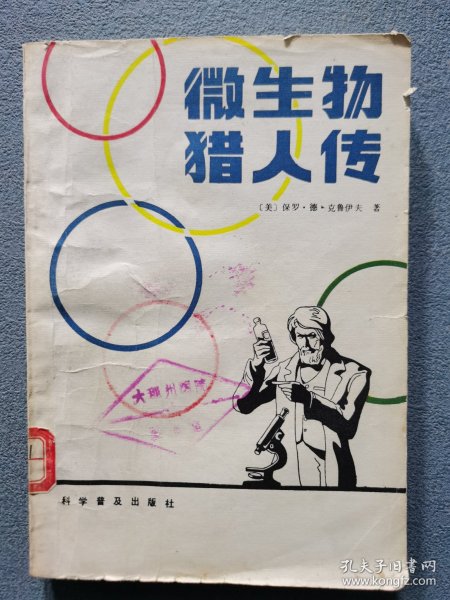 微生物
猎人传
〔美〕保罗·德·克鲁伊夫 著
科学普及出版社
孔夫子旧书网
www.kongfz.com